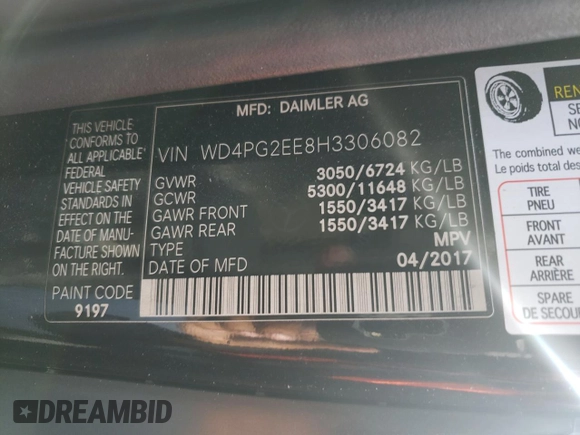 MFD: DAIMLER AG
THIS VEHICLE
CONFORMS TO
ALL APPLICABLE
FEDERAL
VEHICLE SAFETY
STANDARDS IN
EFFECT ON THE
DATE OF MANU-
FACTURE SHOWN
ON THE RIGHT.
PAINT CODE
9197
VIN WD4PG2EE8H3306082
GVWR 3050/6724 KG/LB
GCWR 5300/11648 KG/LB
GAWR FRONT 1550/3417 KG/LB
GAWR REAR 1550/3417 KG/LB
TYPE MPV
DATE OF MFD 04/2017
The combined we
Le poids total des
TIRE
PNEU
FRONT
AVANT
REAR
ARRIÈRE
SPARE
DE SECOU
DREAMBID